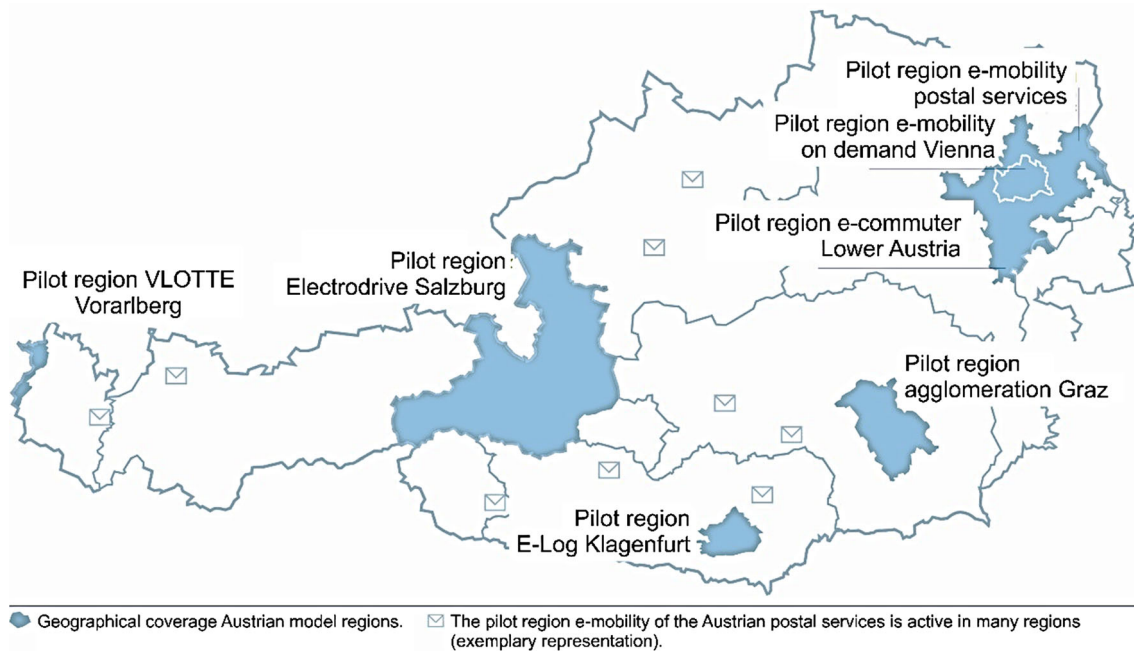 Pilot region e-mobility
postal services
Pilot region e-mobility
on demand Vienna
Pilot region e-commuter
Lower Austria
Pilot region
Electrodrive Salzburg
Pilot region VLOTTE
Vorarlberg
Pilot region
agglomeration Graz
Pilot region
E-Log Klagenfurt
Geographical coverage Austrian model regions.
The pilot region e-mobility of the Austrian postal services is active in many regions
(exemplary representation).